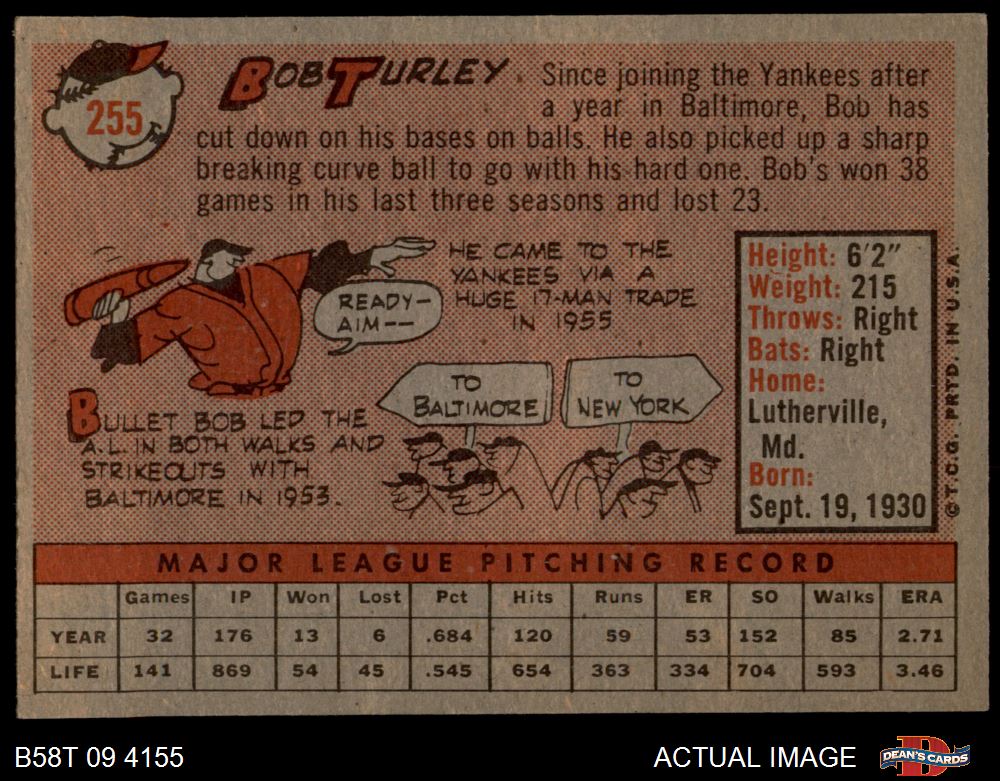 255
BOB TURLEY. Since joining the Yankees after
a year in Baltimore, Bob has
cut down on his bases on balls. He also picked up a sharp
breaking curve ball to go with his hard one. Bob's won 38
games in his last three seasons and lost 23.
HE CAME TO THE
YANKEES VIA A
HUGE 17-MAN TRADE
IN 1955
READY—
AIM——
TO
BALTIMORE
TO
NEW YORK
BULLET BOB LED THE
A.L. IN BOTH WALKS AND
STRIKEOUTS WITH
BALTIMORE IN 1953.
Height: 6'2"
Weight: 215
Throws: Right
Bats: Right
Home:
Lutherville,
Md.
Born:
Sept. 19, 1930
© T.C.G. PRTD. IN U.S.A.
MAJOR LEAGUE PITCHING RECORD
Games IP Won Lost Pct Hits Runs ER SO Walks ERA
YEAR 32 176 13 6 .684 120 59 53 152 85 2.71
LIFE 141 869 54 45 .545 654 363 334 704 593 3.46
B58T 09 4155
ACTUAL IMAGE
DEAN'S CARDS